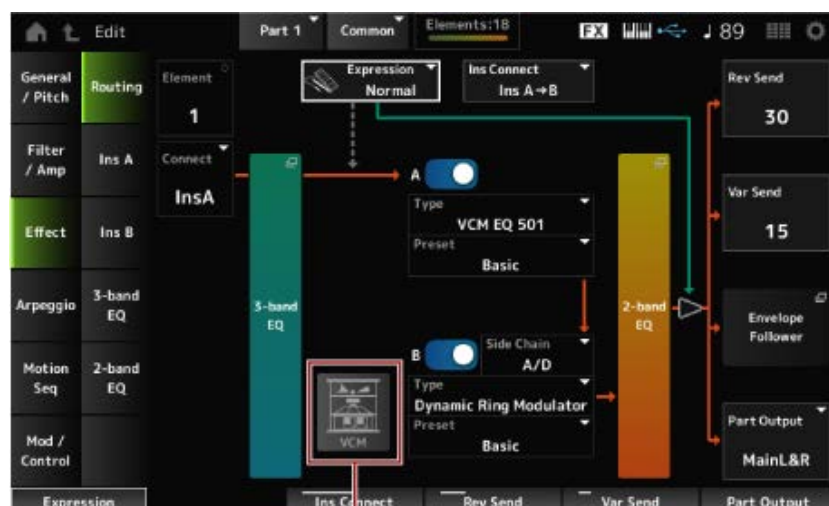 Edit
Part 1
Common
Elements:18
FX
♩ 89
General / Pitch
Filter / Amp
Effect
Arpeggio
Motion Seq
Mod / Control
Routing
Ins A
Ins B
3-band EQ
2-band EQ
Element
1
Connect
InsA
3-band EQ
Expression
Normal
Ins Connect
Ins A→B
A
Type
VCM EQ 501
Preset
Basic
B
Side Chain
A/D
Type
Dynamic Ring Modulator
Preset
Basic
VCM
2-band EQ
Rev Send
30
Var Send
15
Envelope Follower
Part Output
MainL&R
Expression
Ins Connect
Rev Send
Var Send
Part Output